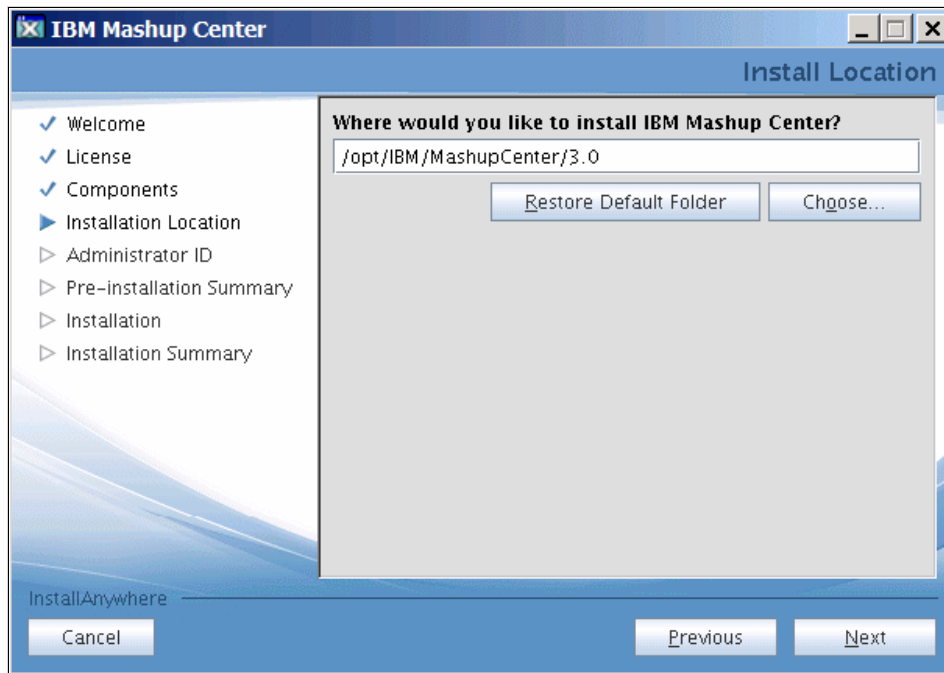 IBM Mashup Center
Install Location
Welcome
License
Components
Installation Location
Administrator ID
Pre-installation Summary
Installation
Installation Summary
Where would you like to install IBM Mashup Center?
/opt/IBM/MashupCenter/3.0
Restore Default Folder
Choose...
InstallAnywhere
Cancel
Previous
Next